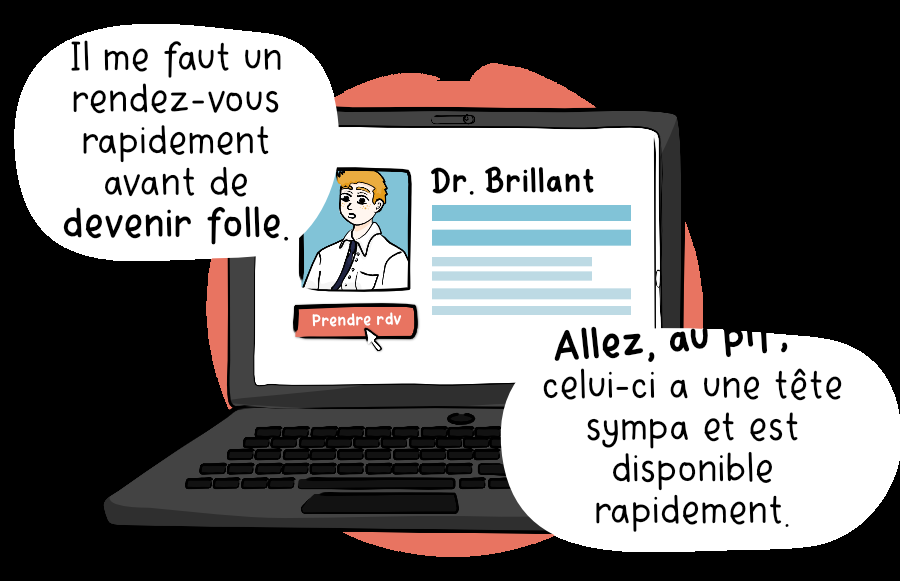 Il me faut un
rendez-vous
rapidement
avant de
devenir folle.
Dr. Brillant
Prendre rdv
Allez, au pif,
celui-ci a une tête
sympa et est
disponible
rapidement.